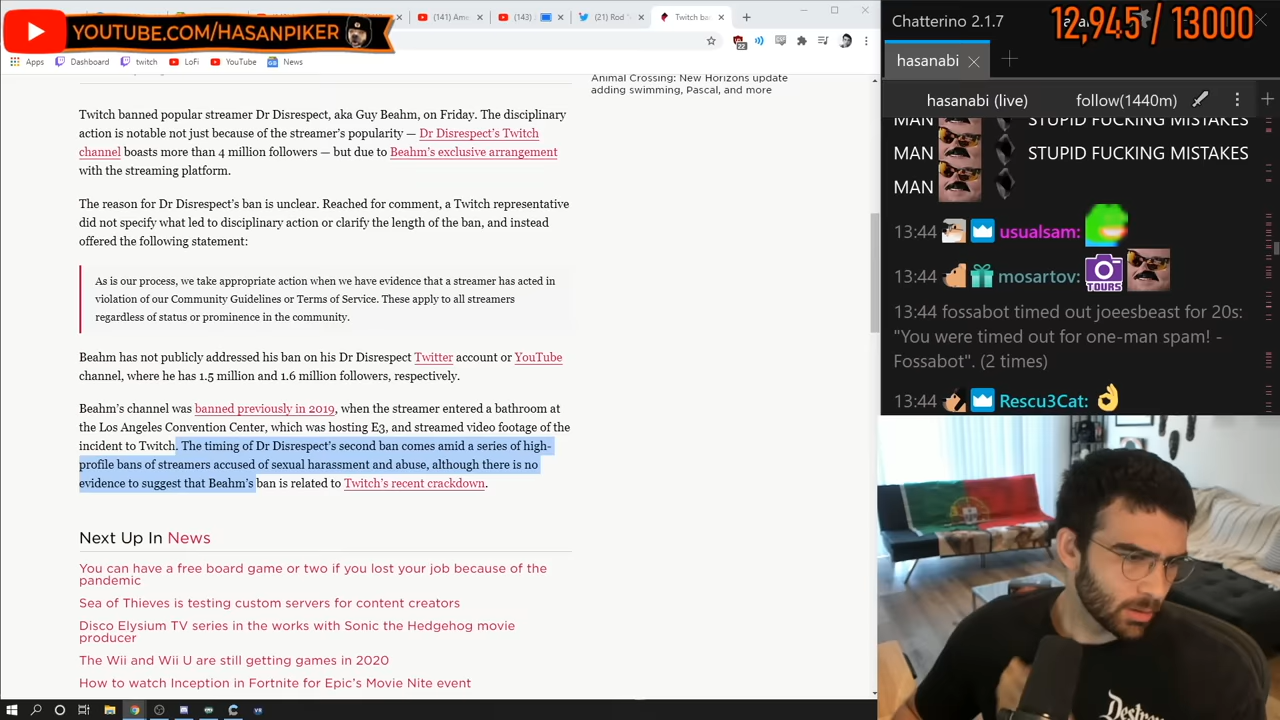 YOUTUBE.COM/HASANPIKER
(141) Ame
(143)
(21) Rod
Twitch ba
Apps
Dashboard
twitch
LoFi
YouTube
News
22
Animal Crossing: New Horizons update
adding swimming, Pascal, and more
Twitch banned popular streamer Dr Disrespect, aka Guy Beahm, on Friday. The disciplinary
action is notable not just because of the streamer's popularity — Dr Disrespect's Twitch
channel boasts more than 4 million followers — but due to Beahm's exclusive arrangement
with the streaming platform.
The reason for Dr Disrespect's ban is unclear. Reached for comment, a Twitch representative
did not specify what led to disciplinary action or clarify the length of the ban, and instead
offered the following statement:
As is our process, we take appropriate action when we have evidence that a streamer has acted in
violation of our Community Guidelines or Terms of Service. These apply to all streamers
regardless of status or prominence in the community.
Beahm has not publicly addressed his ban on his Dr Disrespect Twitter account or YouTube
channel, where he has 1.5 million and 1.6 million followers, respectively.
Beahm's channel was banned previously in 2019, when the streamer entered a bathroom at
the Los Angeles Convention Center, which was hosting E3, and streamed video footage of the
incident to Twitch. The timing of Dr Disrespect's second ban comes amid a series of high-
profile bans of streamers accused of sexual harassment and abuse, although there is no
evidence to suggest that Beahm's ban is related to Twitch's recent crackdown.
Next Up In News
You can have a free board game or two if you lost your job because of the
pandemic
Sea of Thieves is testing custom servers for content creators
Disco Elysium TV series in the works with Sonic the Hedgehog movie
producer
The Wii and Wii U are still getting games in 2020
How to watch Inception in Fortnite for Epic's Movie Nite event
Chatterino 2.1.7
12,945 / 13000
hasanabi
hasanabi (live)
follow(1440m)
MAN STUPID FUCKING MISTAKES
MAN STUPID FUCKING MISTAKES
MAN
13:44 usualsam:
13:44 mosartov: TOURS
13:44 fossabot timed out joeesbeast for 20s:
"You were timed out for one-man spam! -
Fossabot". (2 times)
13:44 Rescu3Cat: